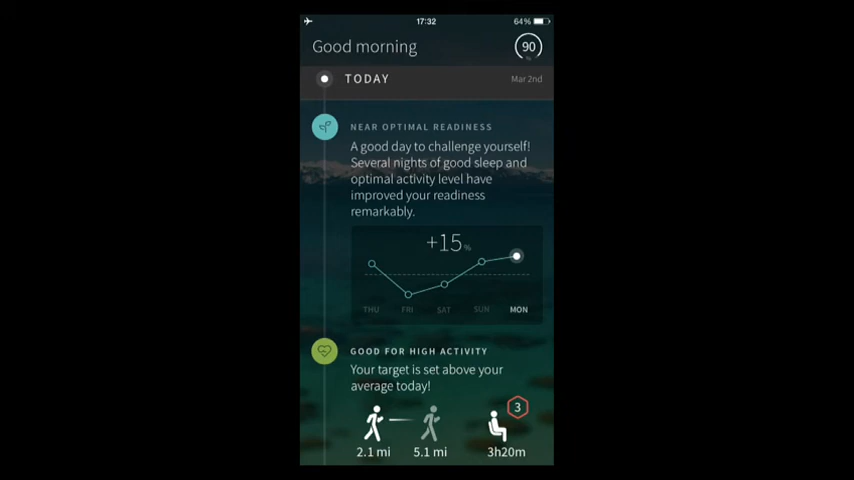 17:32
64%
Good morning
90
%
TODAY
Mar 2nd
NEAR OPTIMAL READINESS
A good day to challenge yourself!
Several nights of good sleep and
optimal activity level have
improved your readiness
remarkably.
+15%
THU FRI SAT SUN MON
GOOD FOR HIGH ACTIVITY
Your target is set above your
average today!
3
2.1 mi 5.1 mi 3h20m